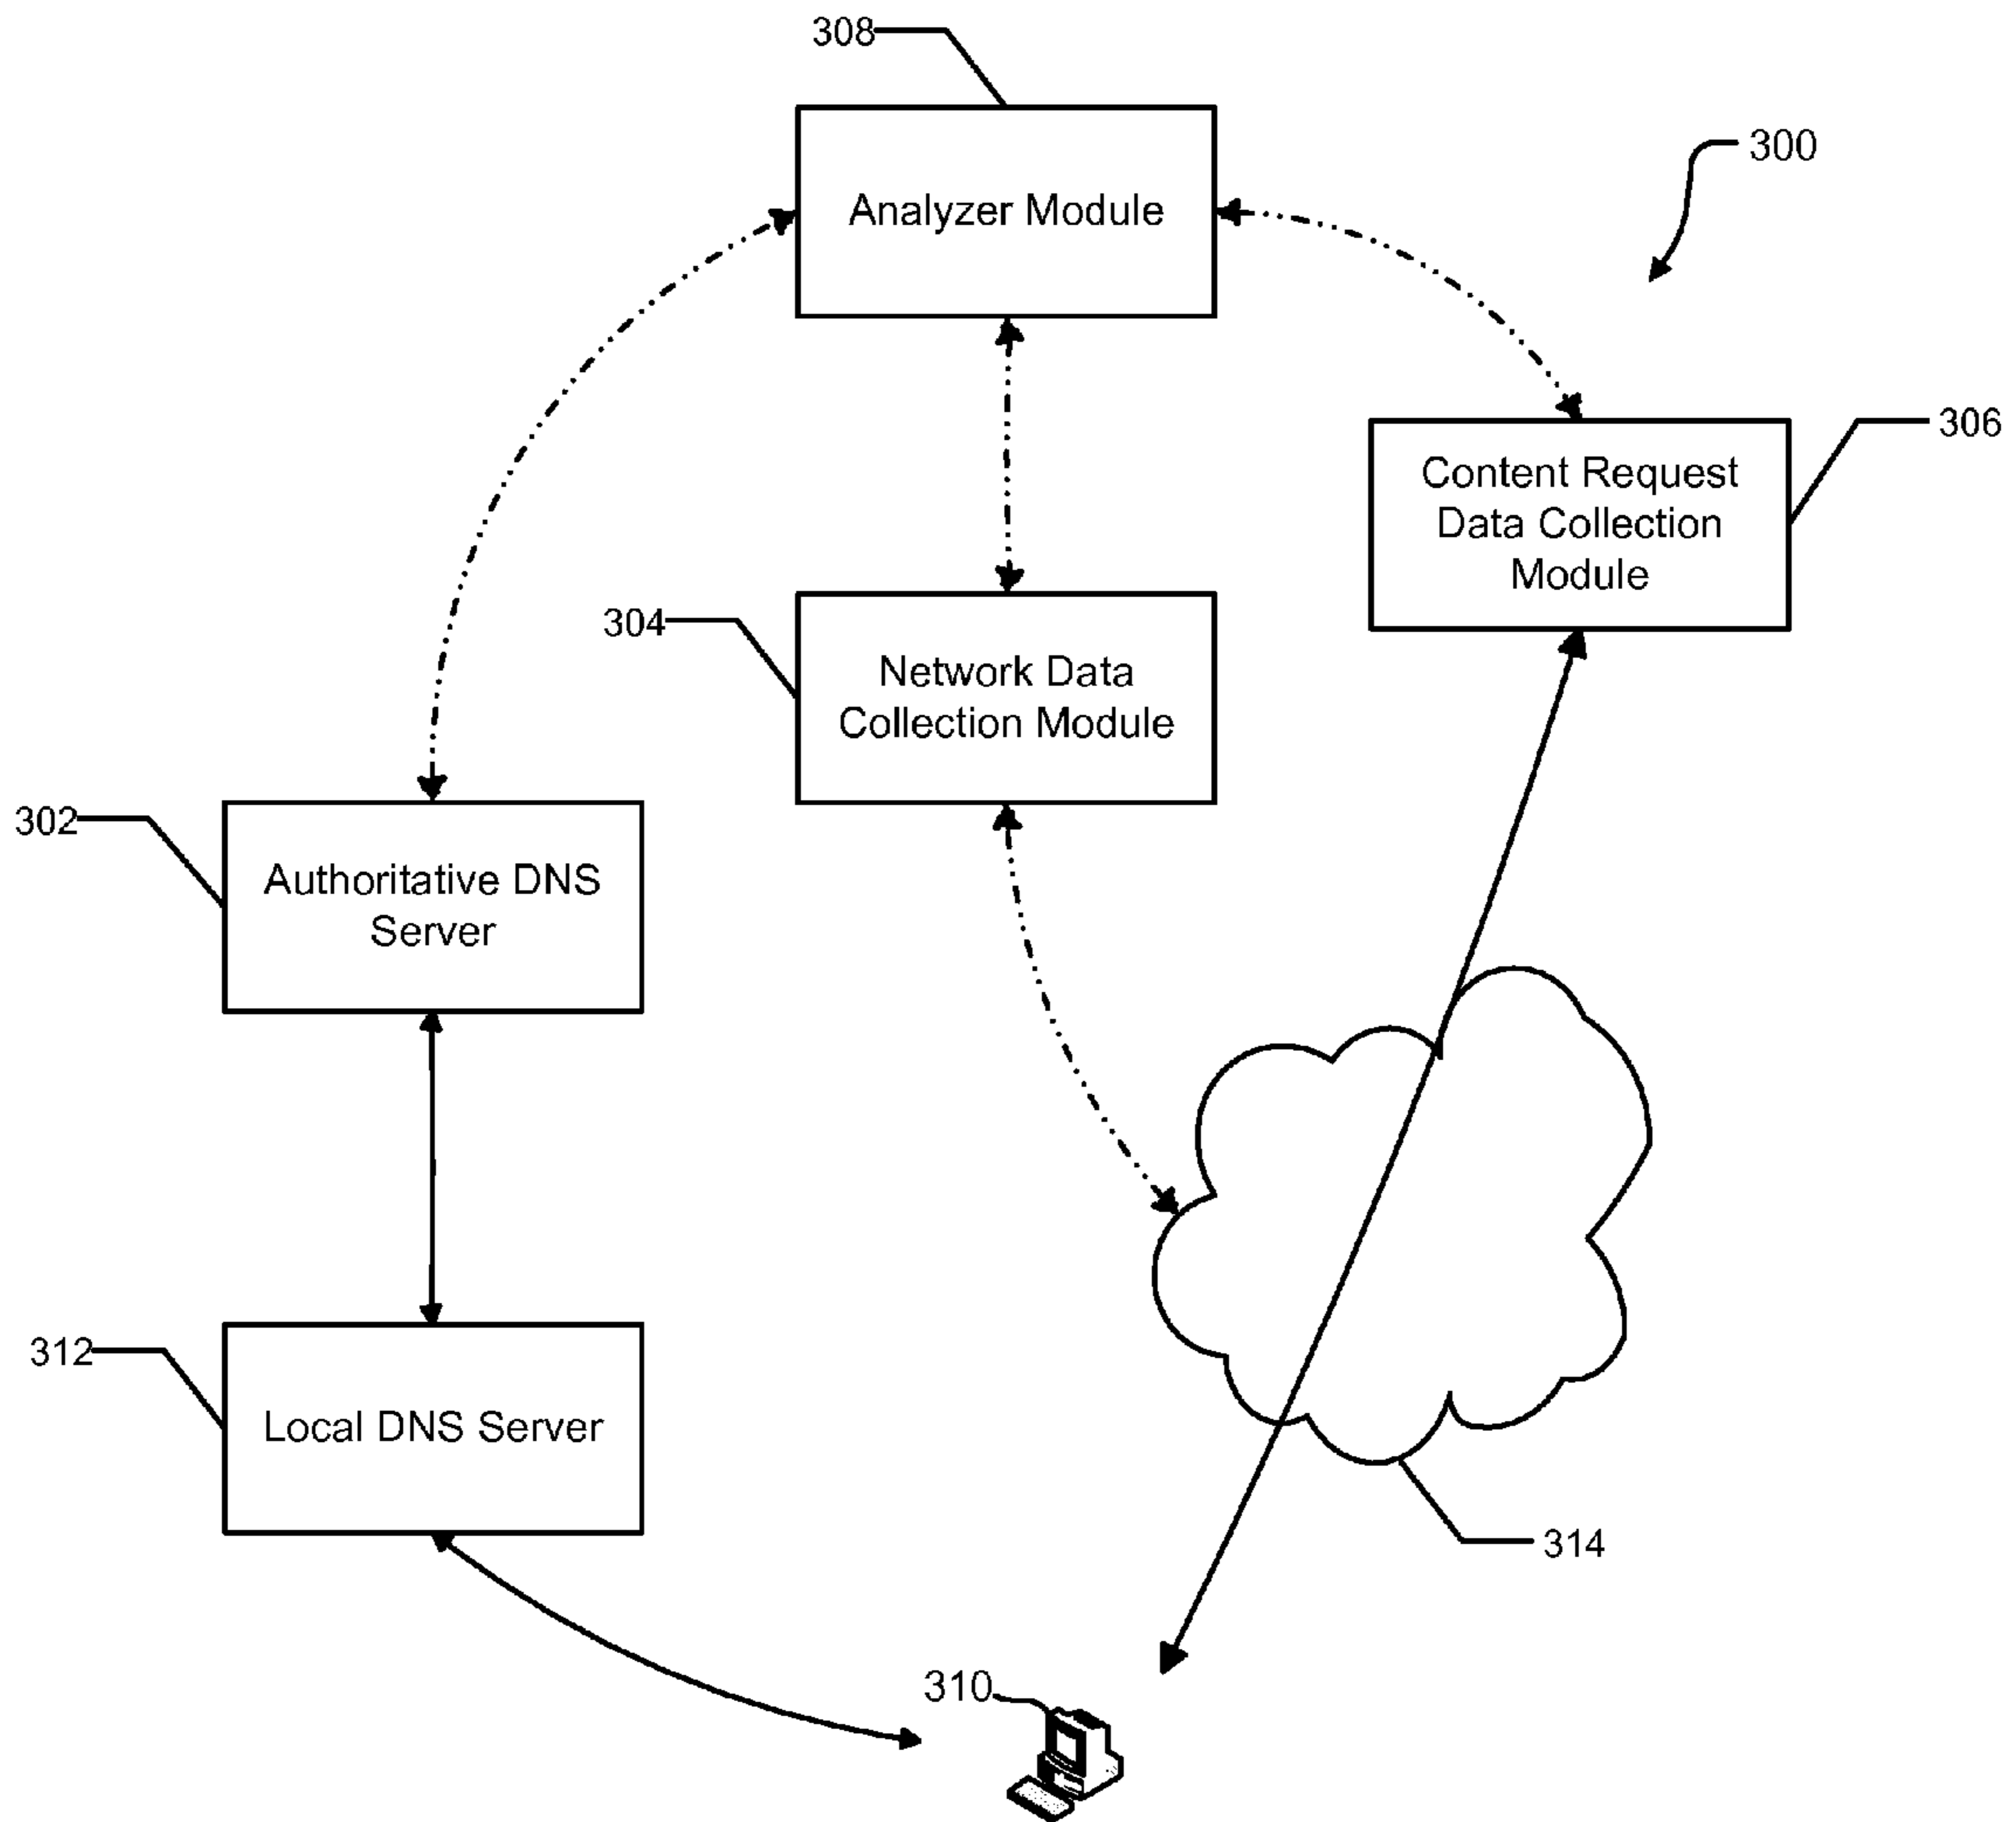 308
300
Analyzer Module
306
Content Request
Data Collection
Module
304
Network Data
Collection Module
302
Authoritative DNS
Server
312
Local DNS Server
314
310